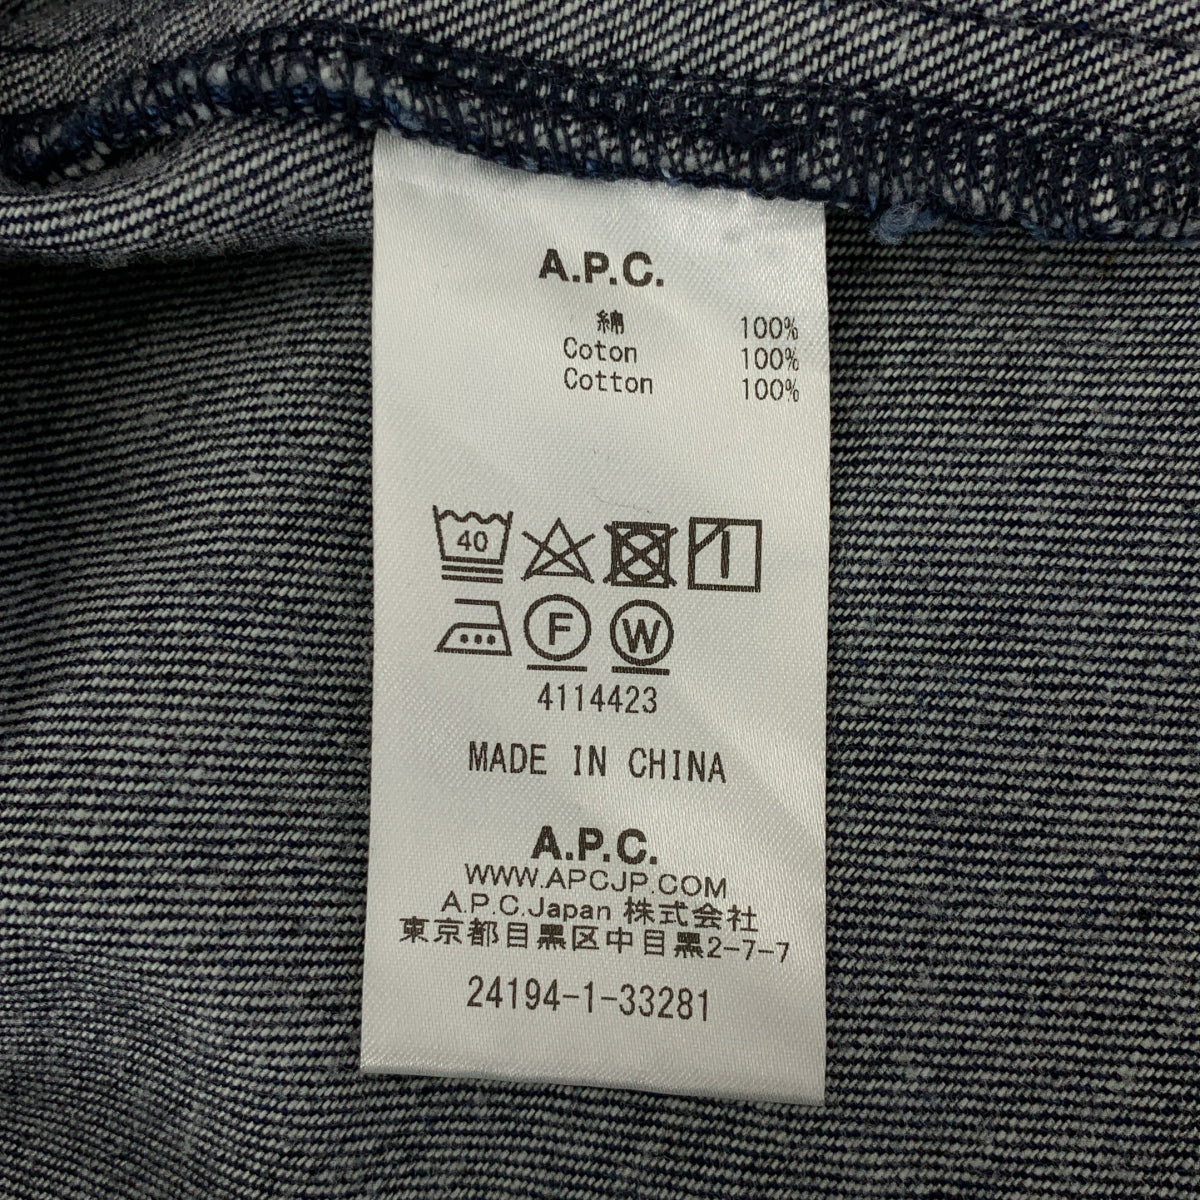 A.P.C.
綿 100%
Coton 100%
Cotton 100%
40
F W
4114423
MADE IN CHINA
A.P.C.
WWW.APCJP.COM
A.P.C.Japan 株式会社
東京都目黒区中目黒2-7-7
24194-1-33281